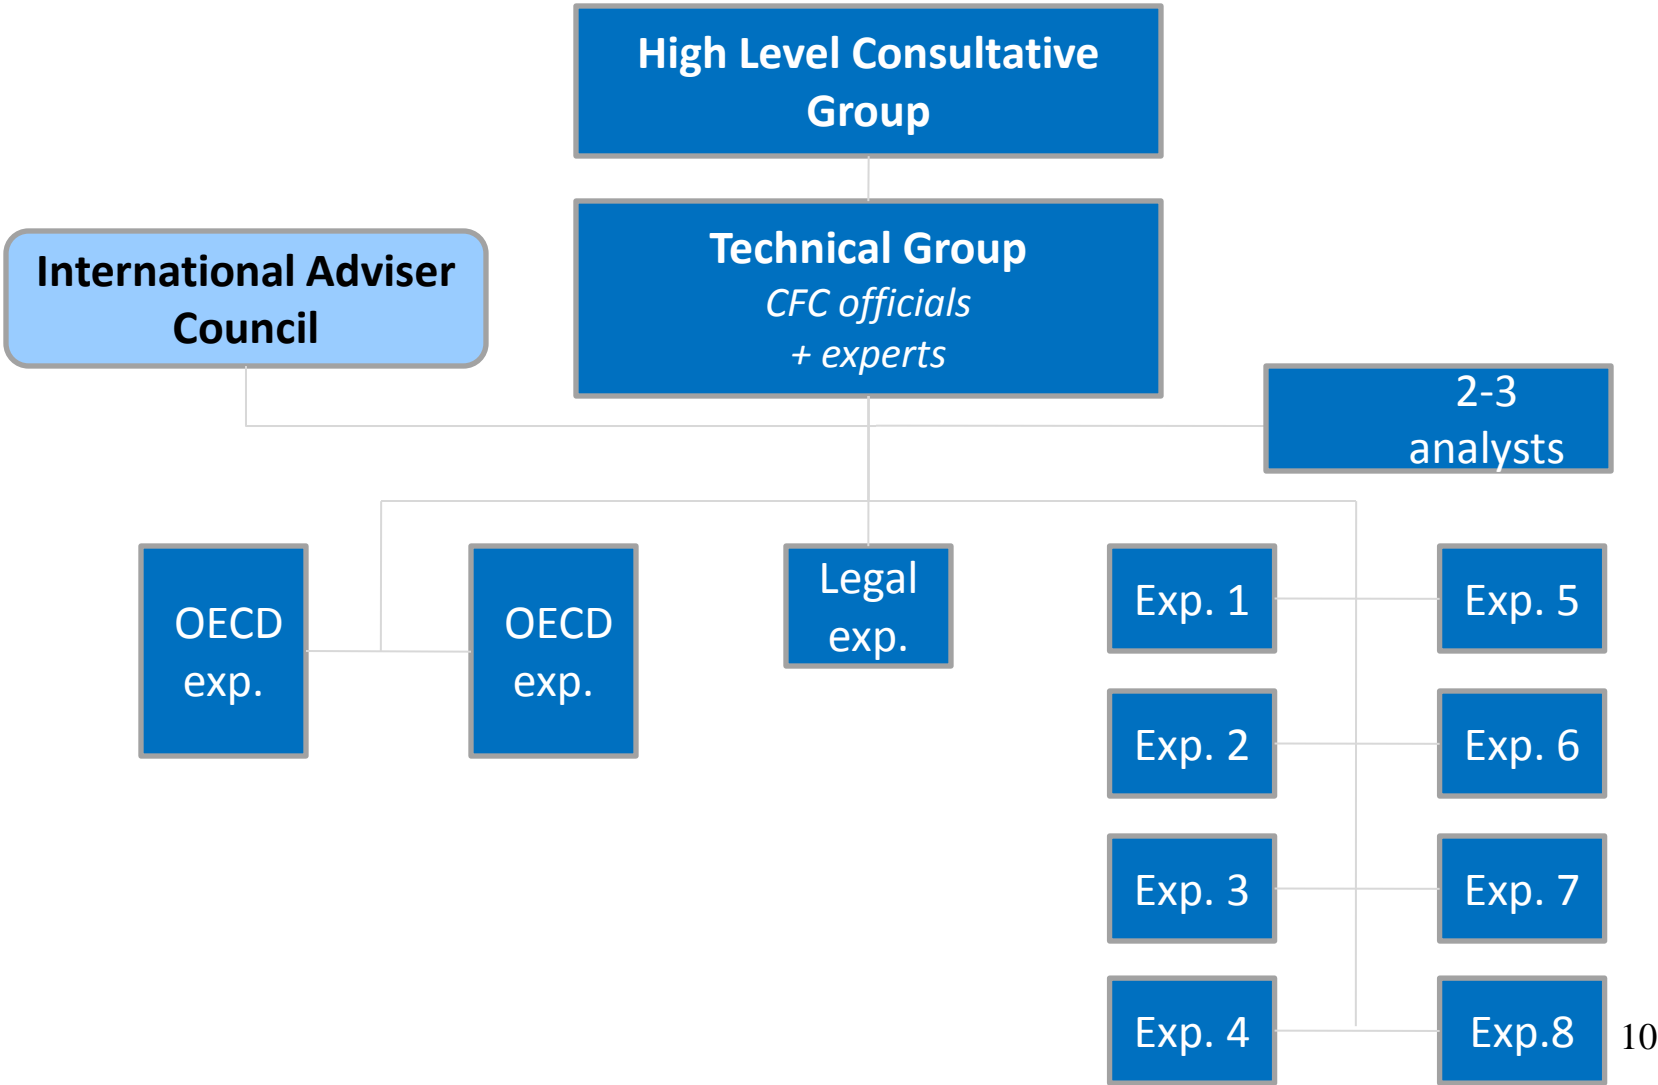 High Level Consultative
Group
Technical Group
CFC officials
+ experts
International Adviser
Council
2-3
analysts
OECD
exp.
OECD
exp.
Legal
exp.
Exp. 1
Exp. 5
Exp. 2
Exp. 6
Exp. 3
Exp. 7
Exp. 4
Exp.8
10